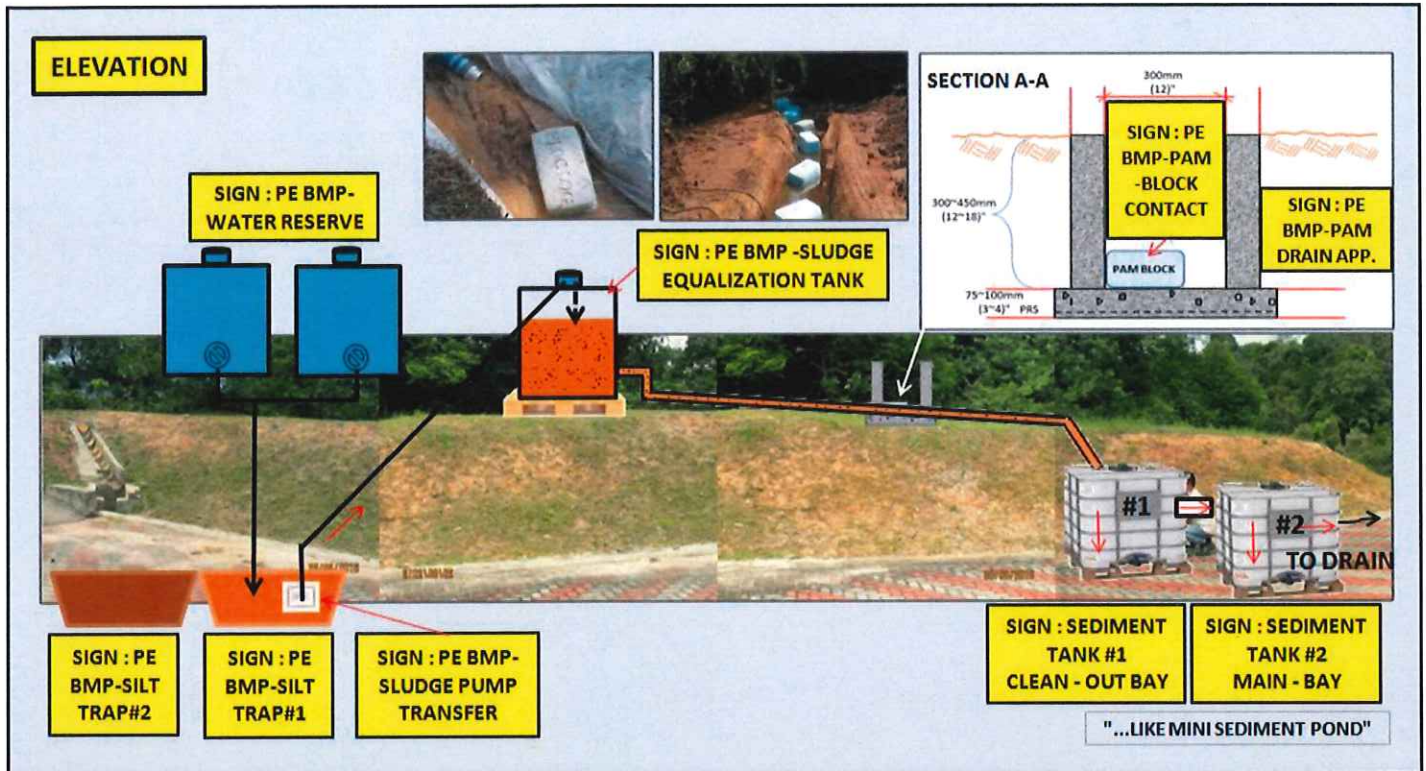 ELEVATION
SIGN : PE BMP-
WATER RESERVE
SIGN : PE BMP -SLUDGE
EQUALIZATION TANK
SECTION A-A
300mm
(12)"
SIGN : PE
BMP-PAM
-BLOCK
CONTACT
300~450mm
(12~18)"
SIGN : PE
BMP-PAM
DRAIN APP.
PAM BLOCK
75~100mm
(3~4)" PRS
#1
#2
TO DRAIN
SIGN : PE
BMP-SILT
TRAP#2
SIGN : PE
BMP-SILT
TRAP#1
SIGN : PE BMP-
SLUDGE PUMP
TRANSFER
SIGN : SEDIMENT
TANK #1
CLEAN - OUT BAY
SIGN : SEDIMENT
TANK #2
MAIN - BAY
"...LIKE MINI SEDIMENT POND"